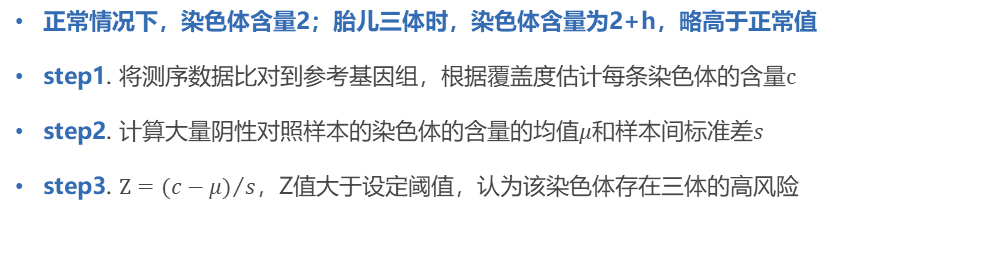 • 正常情况下，染色体含量2；胎儿三体时，染色体含量为2+h，略高于正常值
• step1. 将测序数据比对到参考基因组，根据覆盖度估计每条染色体的含量c
• step2. 计算大量阴性对照样本的染色体的含量的均值𝜇和样本间标准差𝑠
• step3. Z = (𝑐 − 𝜇)/𝑠，Z值大于设定阈值，认为该染色体存在三体的高风险